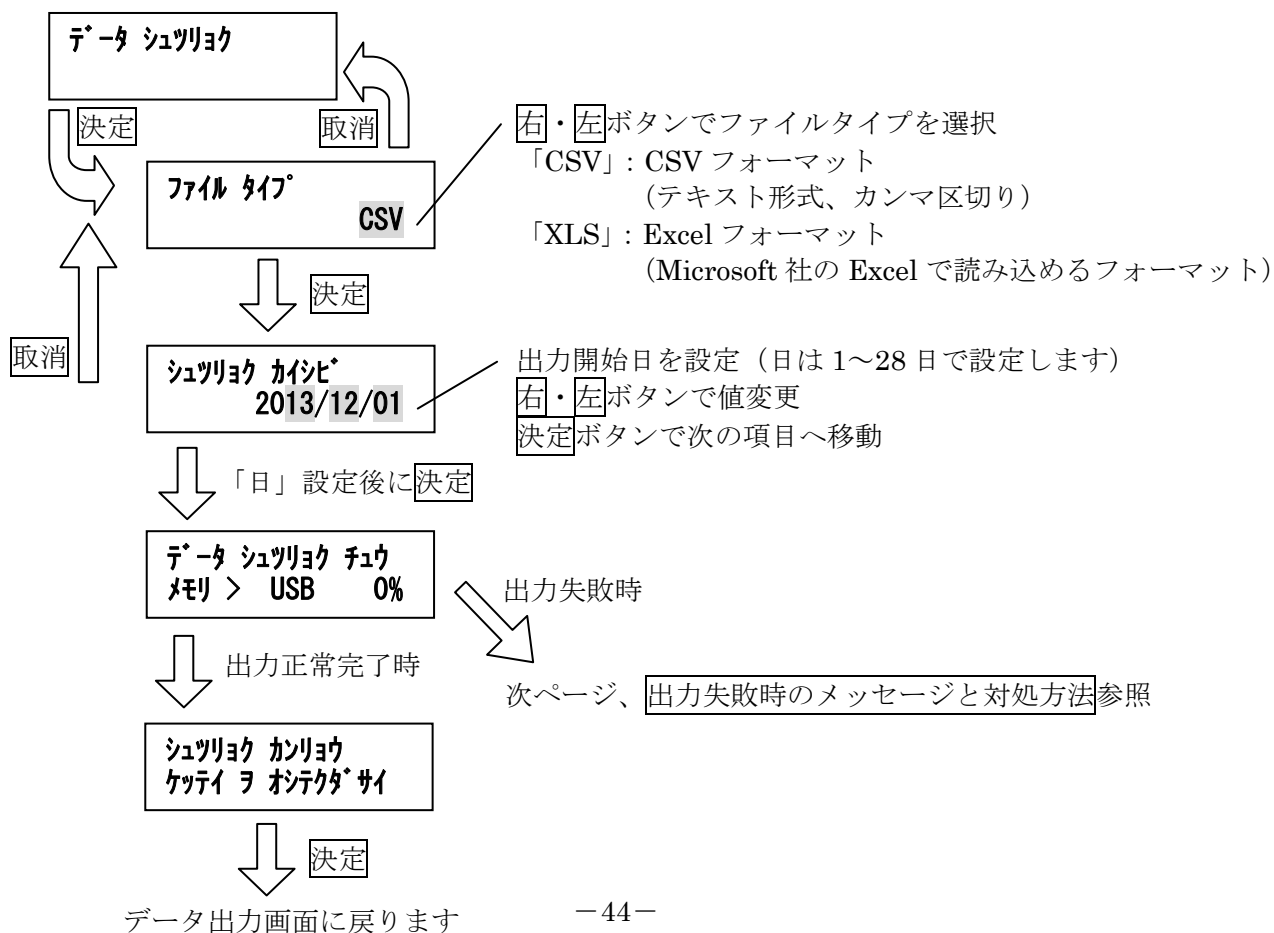 データ シュツリョク
決定
取消
ファイル タイプ
CSV
右・左ボタンでファイルタイプを選択
「CSV」: CSV フォーマット
(テキスト形式、カンマ区切り)
「XLS」: Excel フォーマット
(Microsoft 社の Excel で読み込めるフォーマット)
決定
取消
シュツリョク カイシビ
2013/12/01
出力開始日を設定(日は 1~28 日で設定します)
右・左ボタンで値変更
決定ボタンで次の項目へ移動
「日」設定後に決定
データ シュツリョク チュウ
メモリ > USB 0%
出力失敗時
出力正常完了時
次ページ、出力失敗時のメッセージと対処方法参照
シュツリョク カンリョウ
ケッテイ ヲ オシテクダサイ
決定
データ出力画面に戻ります
-44-